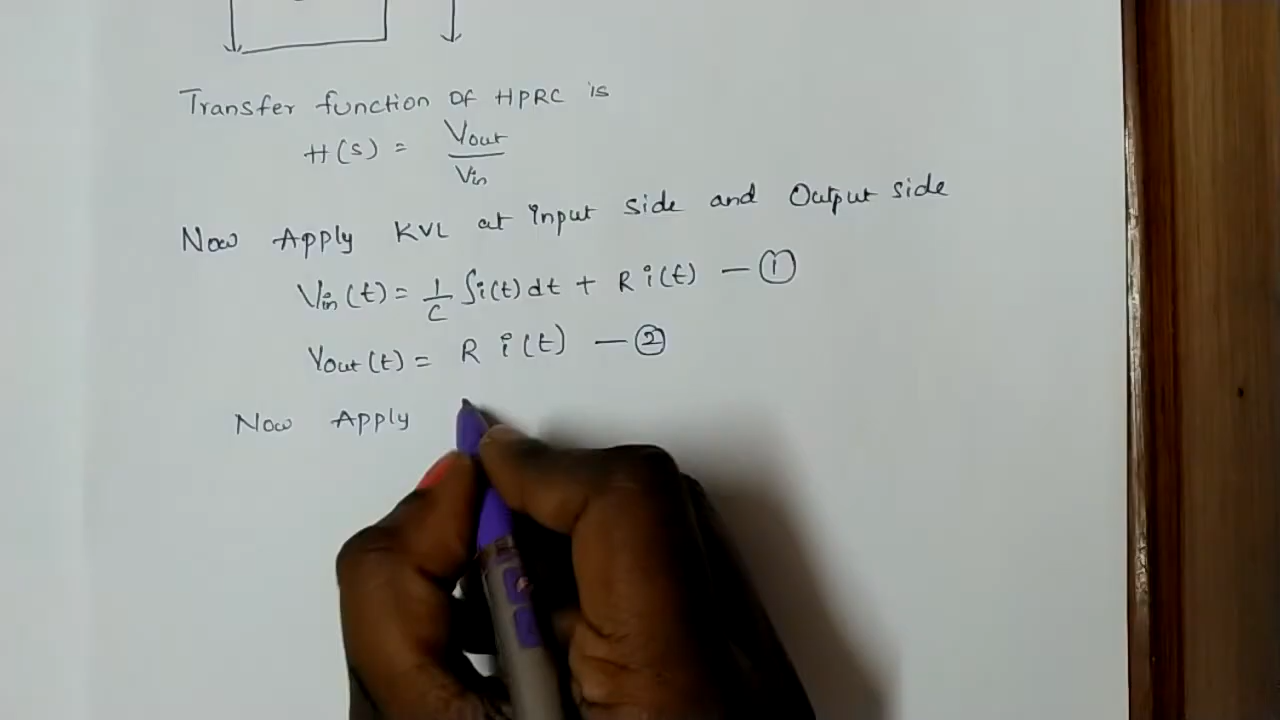 Transfer function OF HPRC is
H(s) = Vout / Vin
Now Apply KVL at input side and Output side
Vin(t) = 1/C ∫i(t)dt + R i(t) — ①
Vout(t) = R i(t) — ②
Now Apply